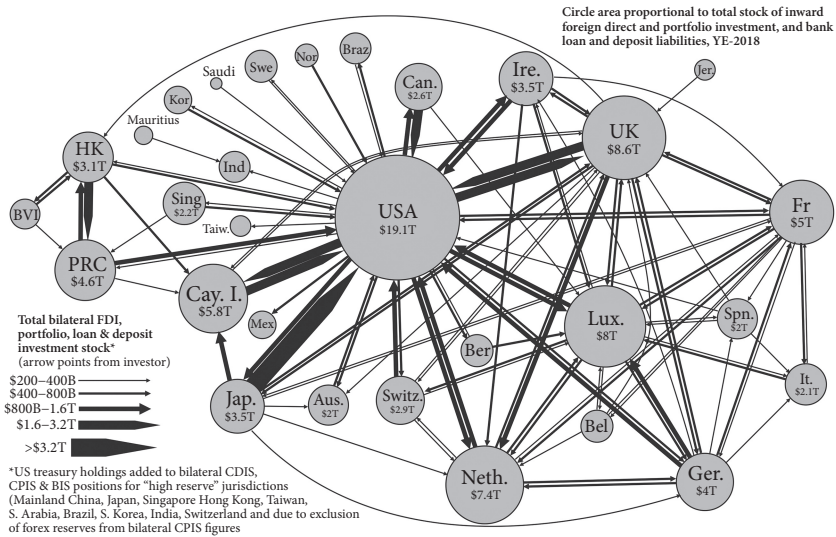 Circle area proportional to total stock of inward
foreign direct and portfolio investment, and bank
loan and deposit liabilities, YE-2018
Braz
Nor
Swe
Saudi
Kor
Mauritius
Can.
$2.6T
Ire.
$3.5T
Jer.
UK
$8.6T
HK
$3.1T
Ind
Sing
$2.2T
BVI
Taiw.
USA
$19.1T
Fr
$5T
PRC
$4.6T
Cay. I.
$5.8T
Mex
Lux.
$8T
Spn.
$2T
Ber
It.
$2.1T
Jap.
$3.5T
Aus.
$2T
Switz.
$2.9T
Bel
Neth.
$7.4T
Ger.
$4T
Total bilateral FDI,
portfolio, loan & deposit
investment stock*
(arrow points from investor)
$200–400B
$400–800B
$800B–1.6T
$1.6–3.2T
>$3.2T
*US treasury holdings added to bilateral CDIS,
CPIS & BIS positions for “high reserve” jurisdictions
(Mainland China, Japan, Singapore Hong Kong, Taiwan,
S. Arabia, Brazil, S. Korea, India, Switzerland and due to exclusion
of forex reserves from bilateral CPIS figures